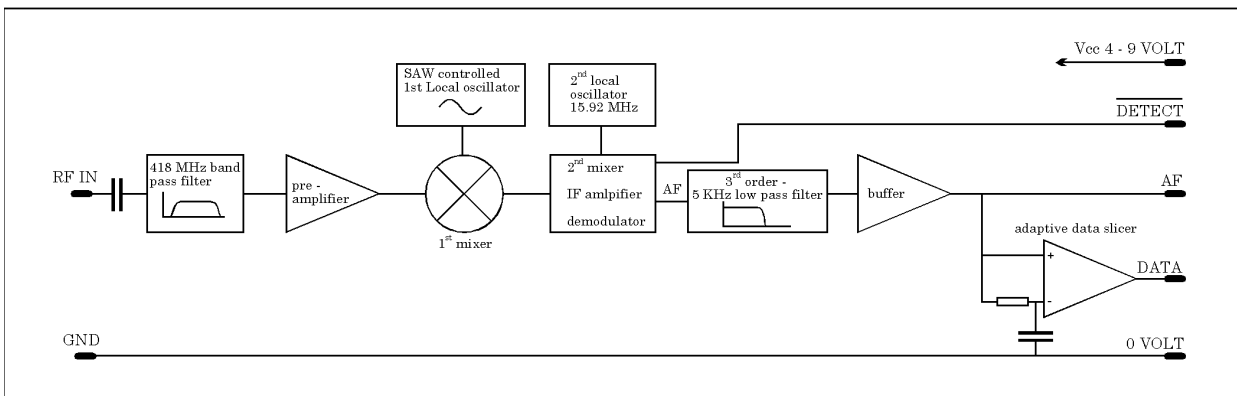 Vcc 4 - 9 VOLT
SAW controlled
1st Local oscillator
2nd local
oscillator
15.92 MHz
DETECT
RF IN
418 MHz band
pass filter
pre -
amplifier
1st mixer
2nd mixer
IF amlpifier
demodulator
AF
3rd order -
5 KHz low pass filter
buffer
AF
adaptive data slicer
+
-
DATA
GND
0 VOLT